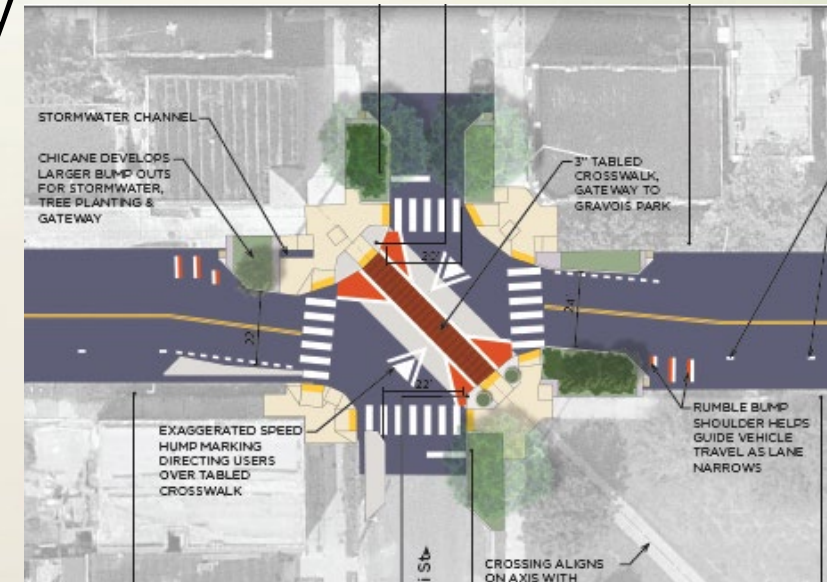 STORMWATER CHANNEL
CHICANE DEVELOPS
LARGER BUMP OUTS
FOR STORMWATER,
TREE PLANTING &
GATEWAY
3" TABLED
CROSSWALK,
GATEWAY TO
GRAVOIS PARK
20'
22'
24'
22'
EXAGGERATED SPEED
HUMP MARKING
DIRECTING USERS
OVER TABLED
CROSSWALK
RUMBLE BUMP
SHOULDER HELPS
GUIDE VEHICLE
TRAVEL AS LANE
NARROWS
CROSSING ALIGNS
ON AXIS WITH
St